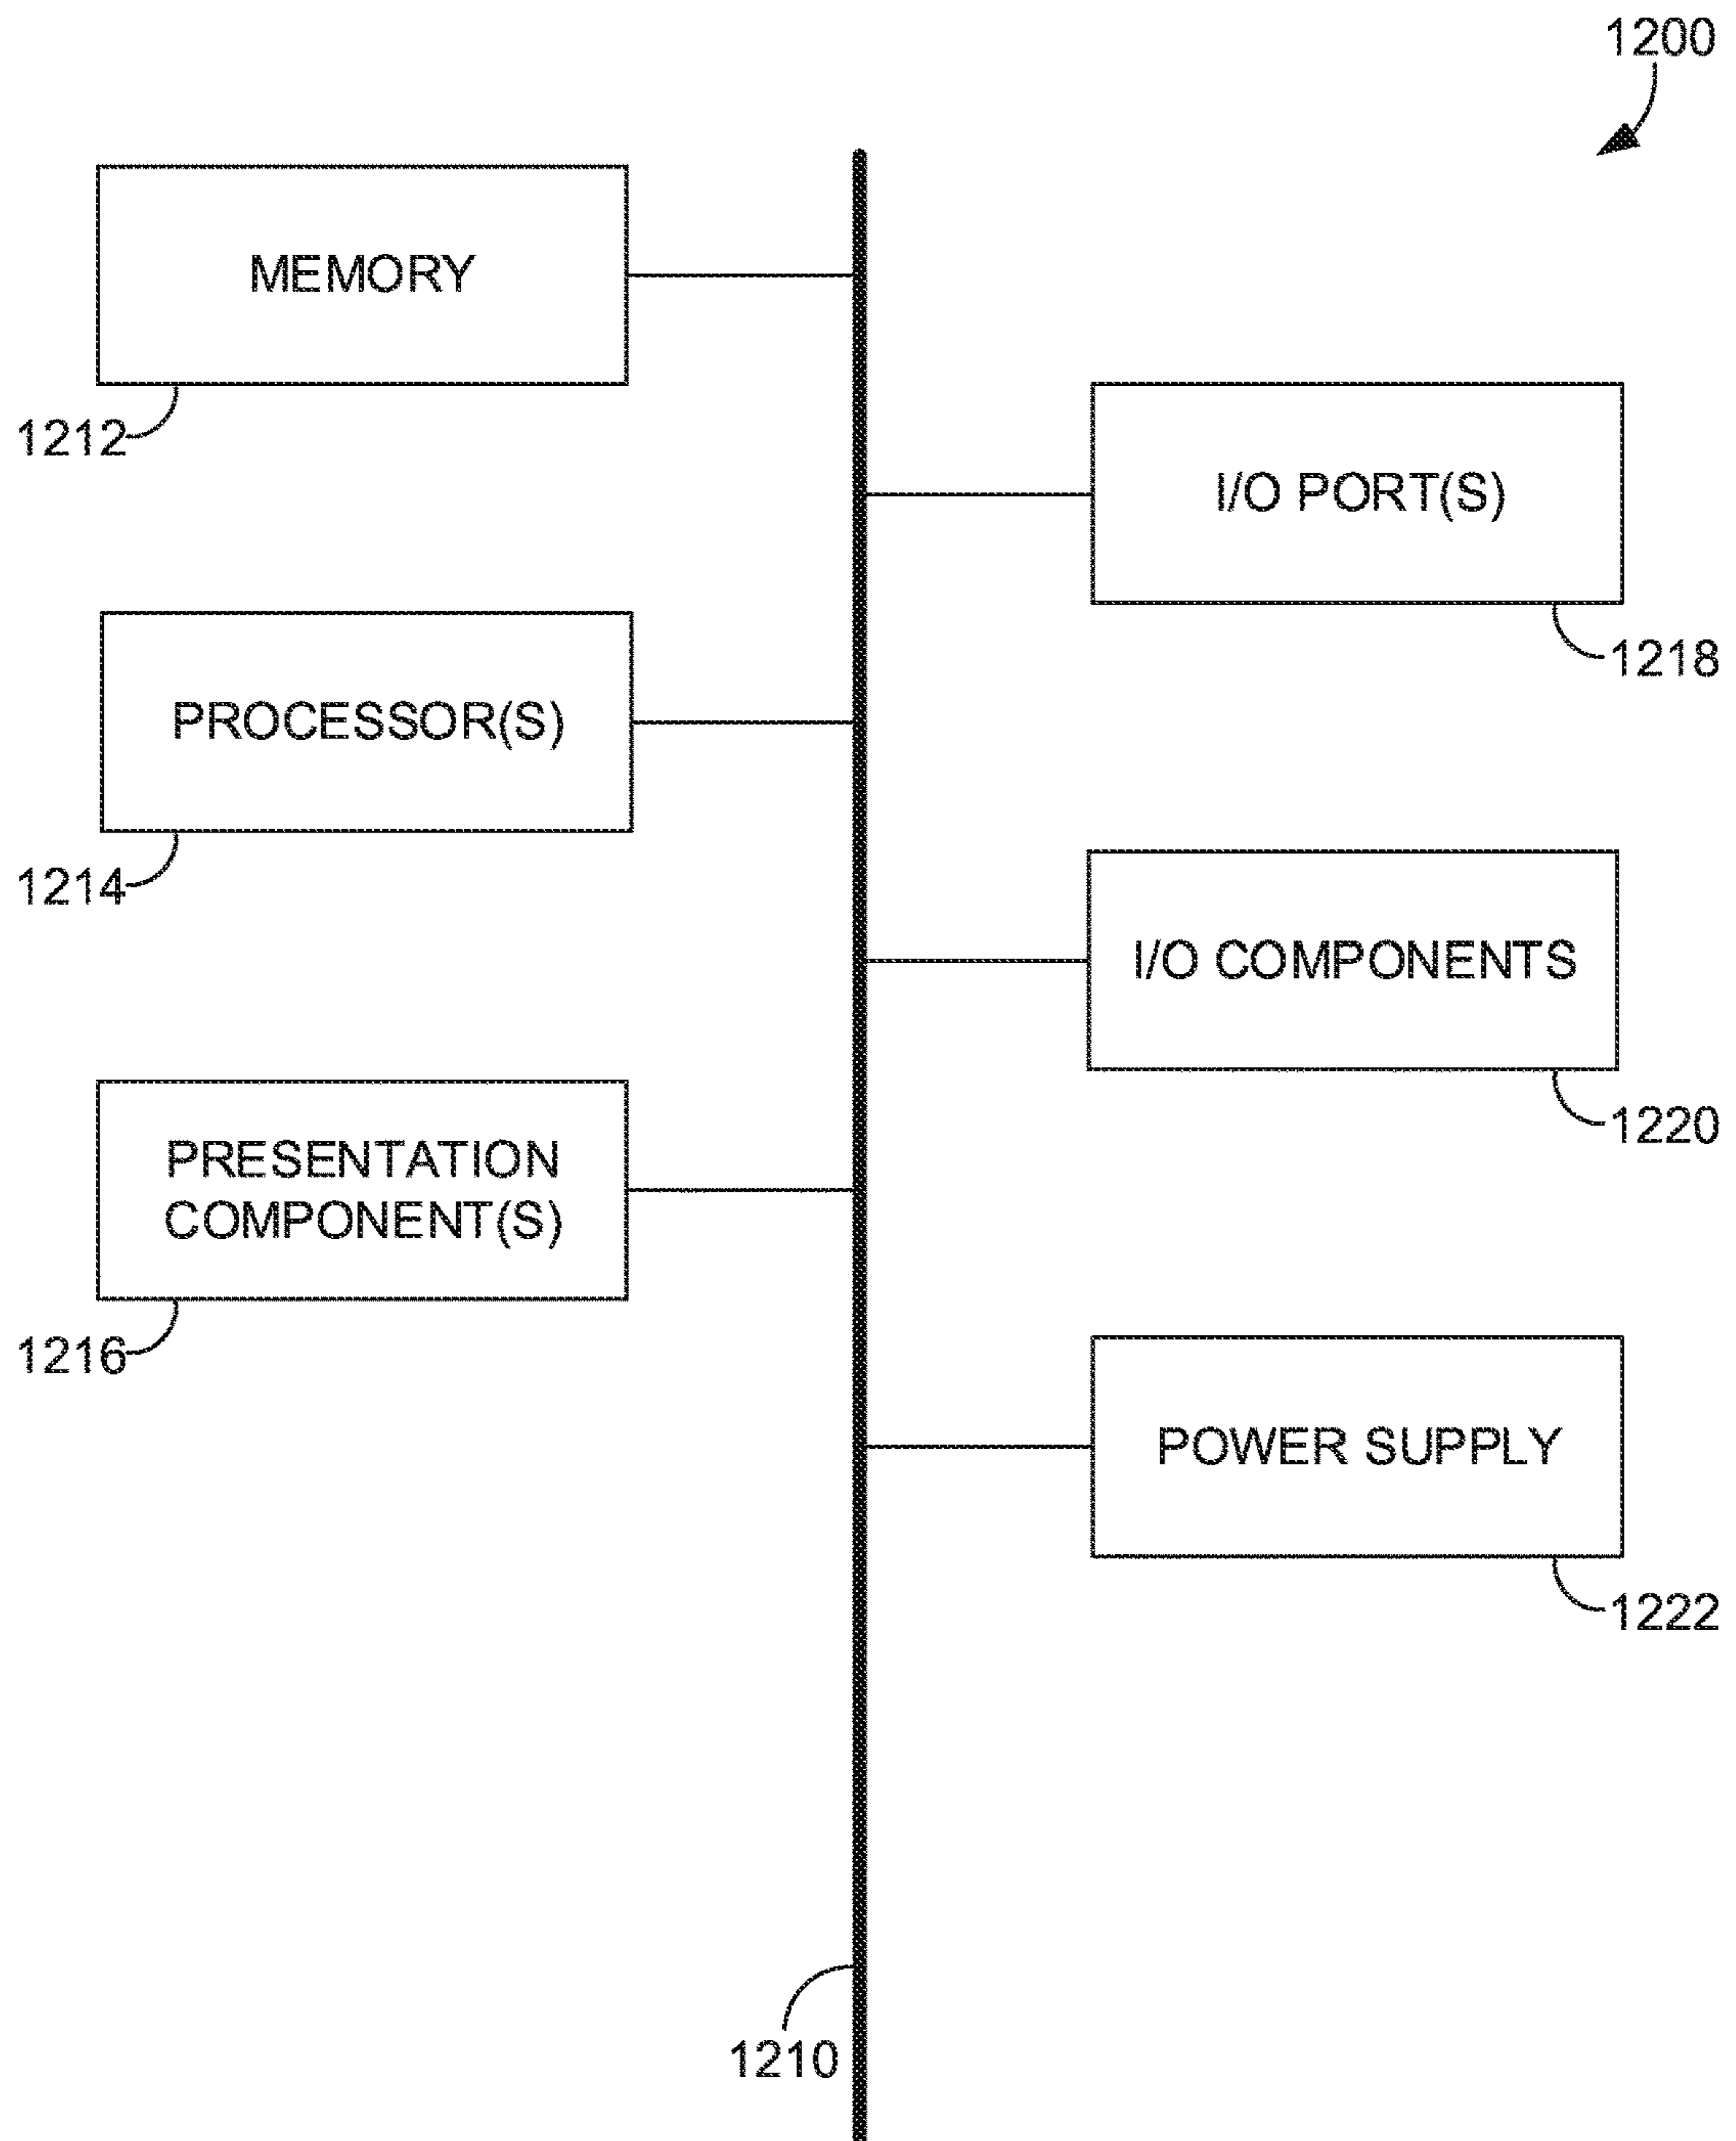 1200
MEMORY
1212
I/O PORT(S)
1218
PROCESSOR(S)
1214
I/O COMPONENTS
1220
PRESENTATION
COMPONENT(S)
1216
POWER SUPPLY
1222
1210